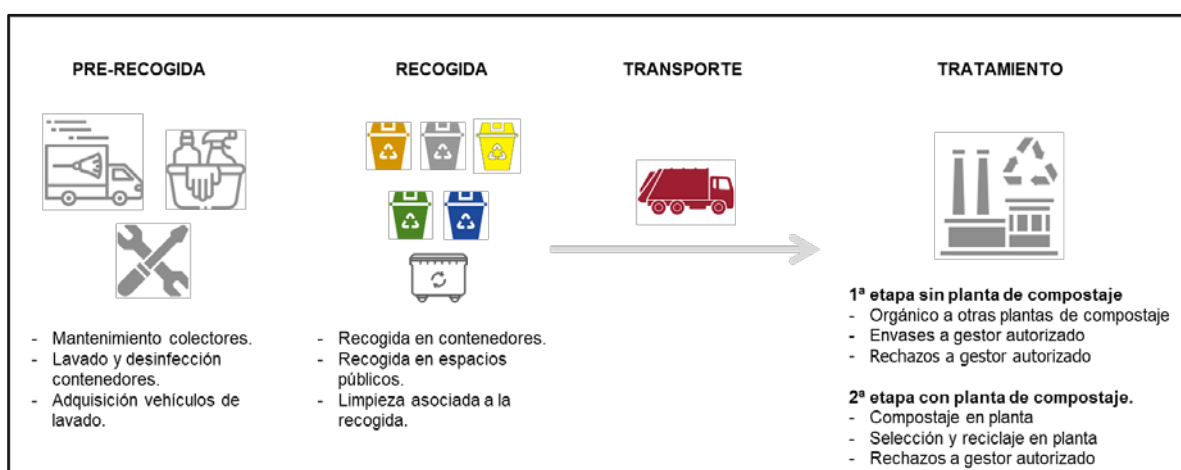 PRE-RECOGIDA
RECOGIDA
TRANSPORTE
TRATAMIENTO
- Mantenimiento colectores.
- Lavado y desinfección
contenedores.
- Adquisición vehículos de
lavado.
- Recogida en contenedores.
- Recogida en espacios
públicos.
- Limpieza asociada a la
recogida.
1ª etapa sin planta de compostaje
- Orgánico a otras plantas de compostaje
- Envases a gestor autorizado
- Rechazos a gestor autorizado
2ª etapa con planta de compostaje.
- Compostaje en planta
- Selección y reciclaje en planta
- Rechazos a gestor autorizado